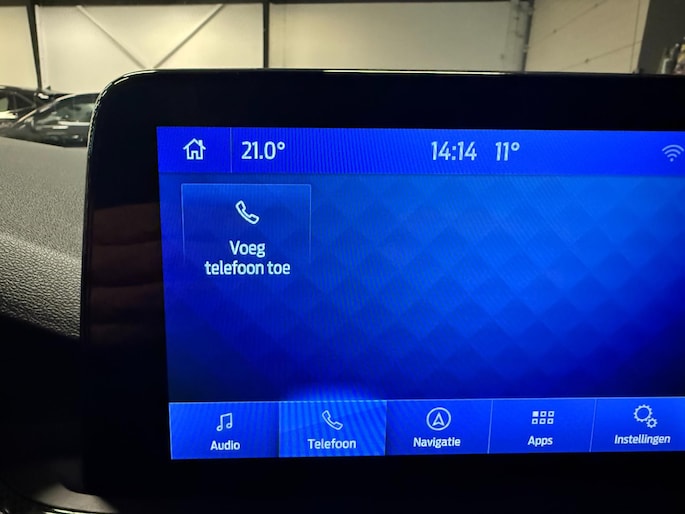 21.0° 14:14 11°
Voeg
telefoon toe
Audio Telefoon Navigatie Apps Instellingen